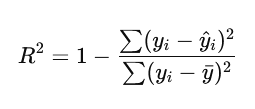 R² = 1 − ∑(yᵢ − ŷᵢ)² / ∑(yᵢ − ȳ)²